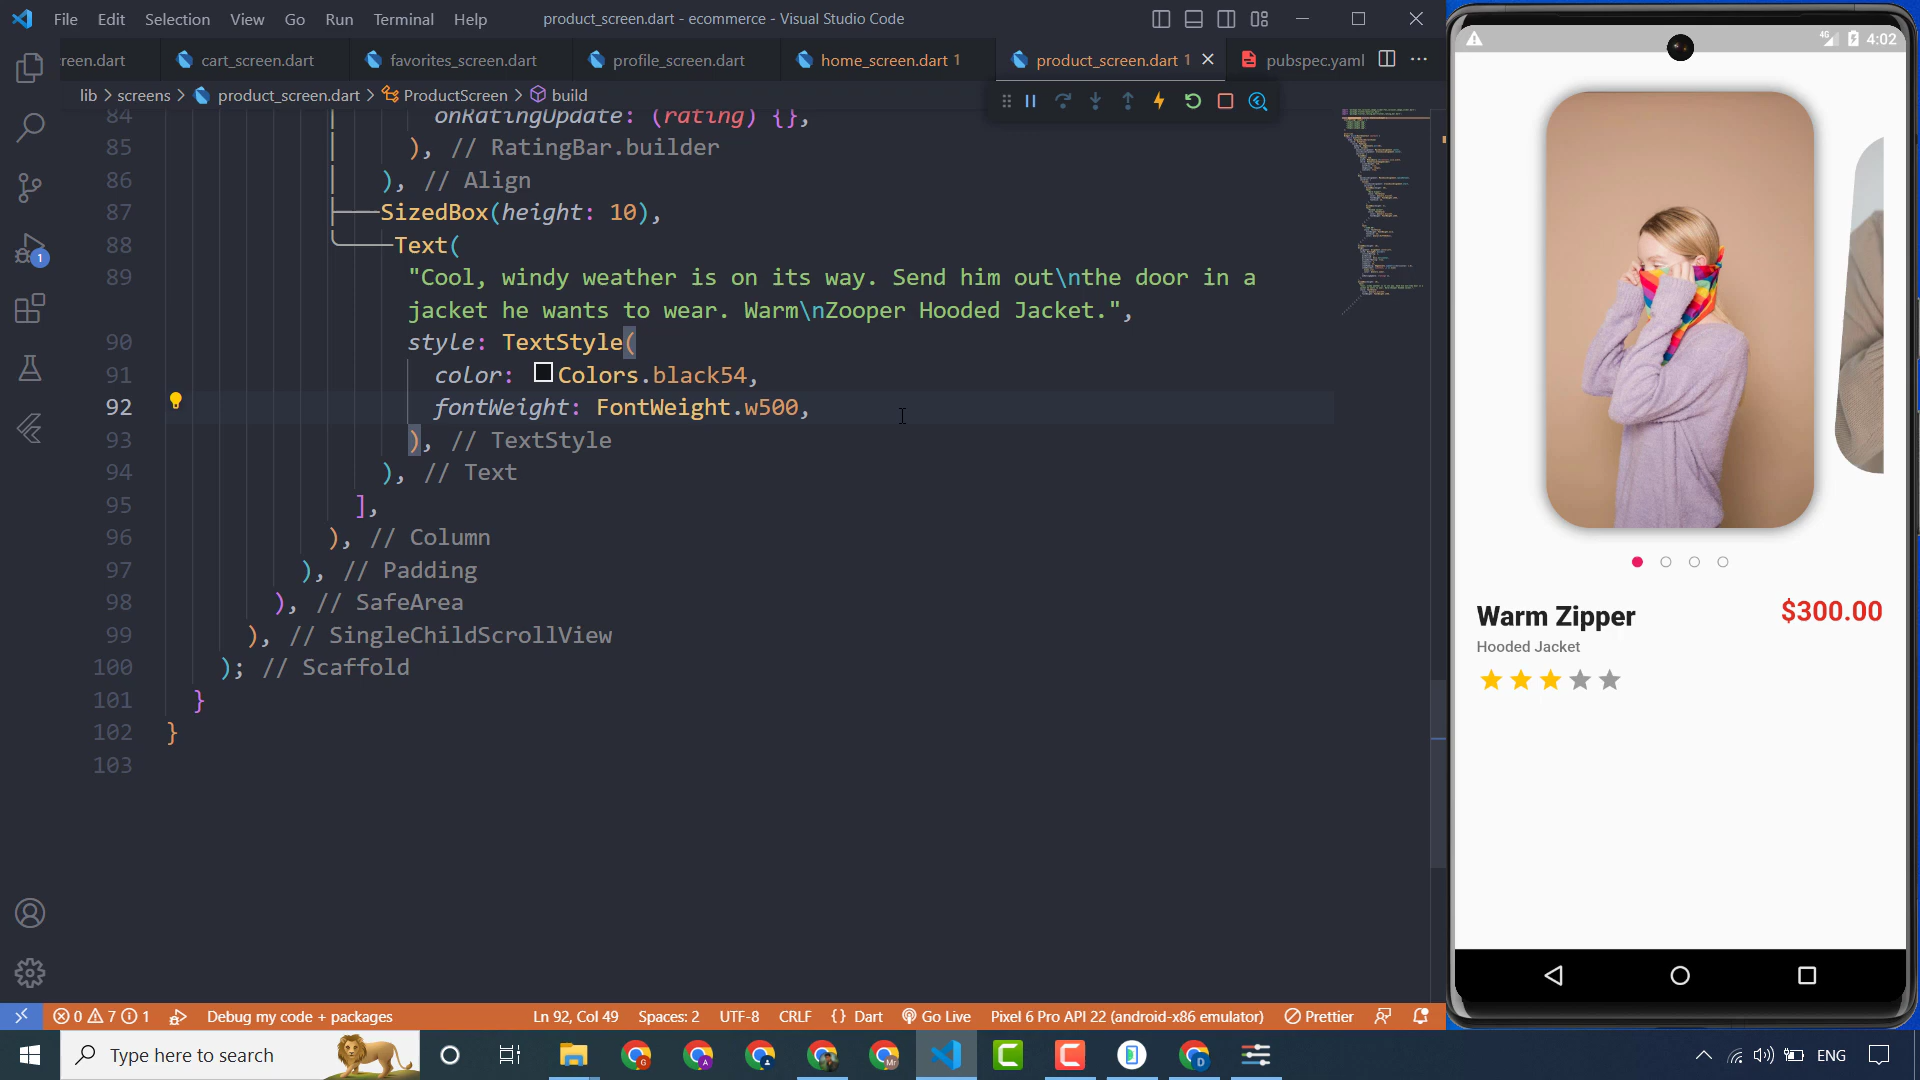 File Edit Selection View Go Run Terminal Help product_screen.dart - ecommerce - Visual Studio Code
reen.dart cart_screen.dart favorites_screen.dart profile_screen.dart home_screen.dart 1 product_screen.dart 1 pubspec.yaml
lib > screens > product_screen.dart > ProductScreen > build
84 onRatingUpdate: (rating) {},
85 ), // RatingBar.builder
86 ), // Align
87 SizedBox(height: 10),
88 Text(
89 "Cool, windy weather is on its way. Send him out\nthe door in a
jacket he wants to wear. Warm\nZooper Hooded Jacket.",
90 style: TextStyle(
91 color: Colors.black54,
92 fontWeight: FontWeight.w500,
93 ), // TextStyle
94 ), // Text
95 ],
96 ), // Column
97 ), // Padding
98 ), // SafeArea
99 ), // SingleChildScrollView
100 ); // Scaffold
101 }
102 }
103
1
0 7 1 Debug my code + packages Ln 92, Col 49 Spaces: 2 UTF-8 CRLF {} Dart Go Live Pixel 6 Pro API 22 (android-x86 emulator) Prettier
Type here to search
ENG
4G 4:02
Warm Zipper $300.00
Hooded Jacket